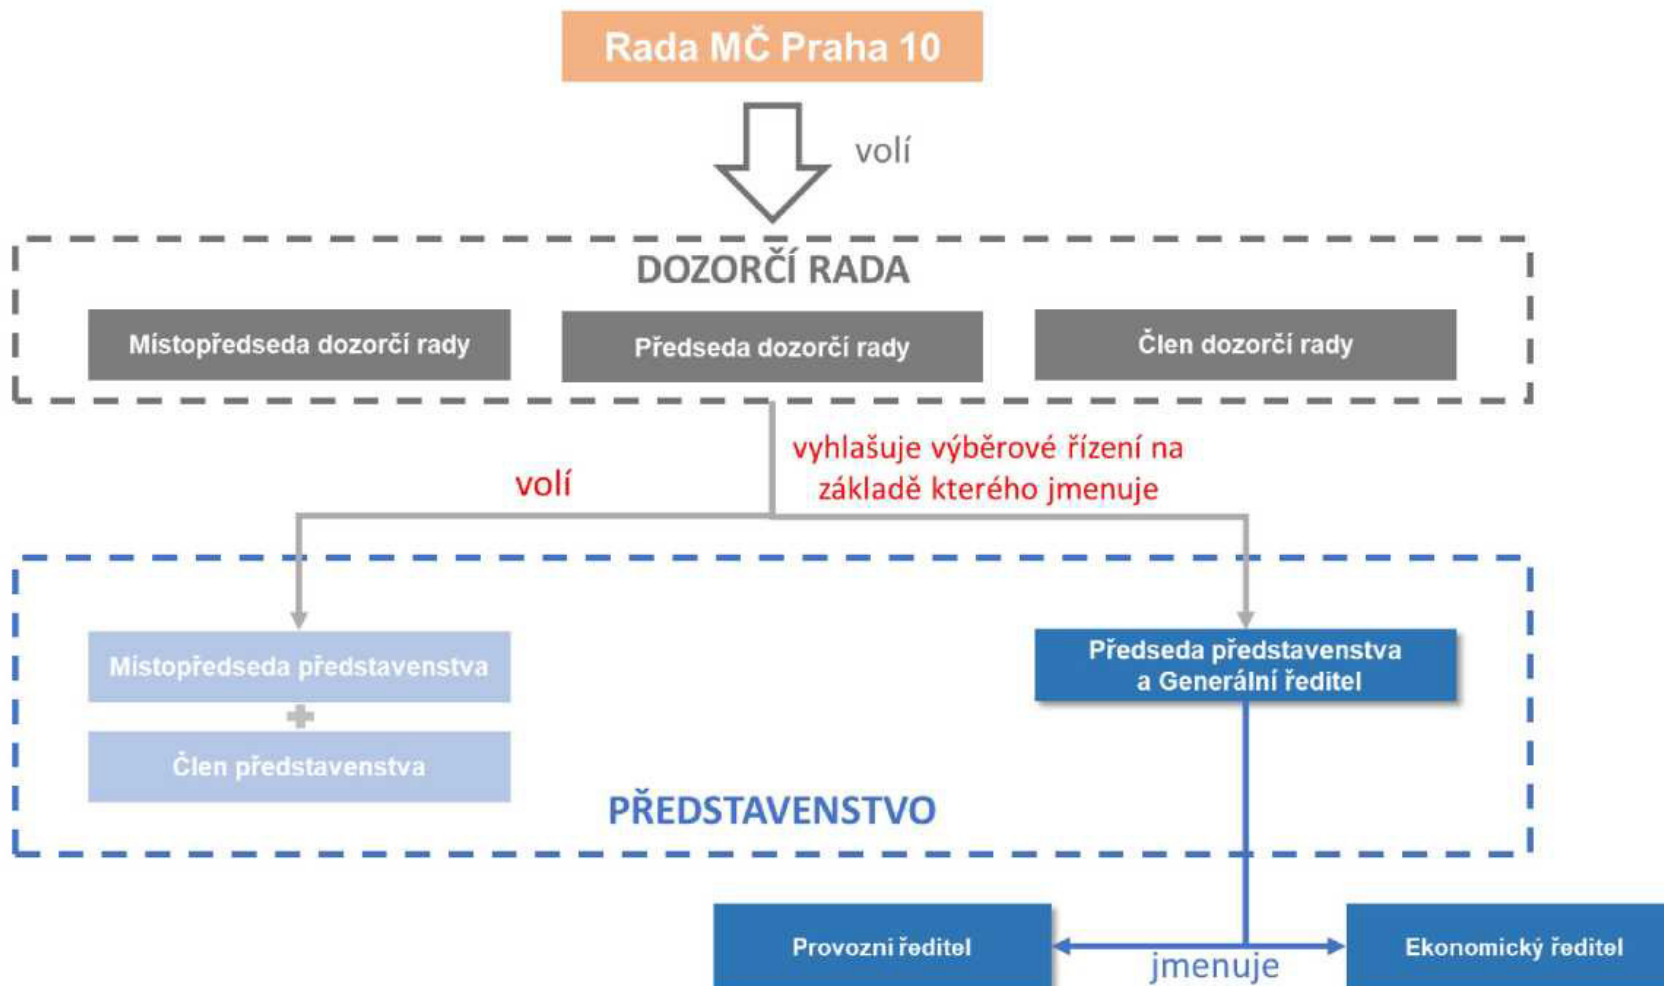 Rada MČ Praha 10
volí
DOZORČÍ RADA
Místopředseda dozorčí rady
Předseda dozorčí rady
Člen dozorčí rady
volí
vyhlašuje výběrové řízení na
základě kterého jmenuje
Místopředseda představenstva
Člen představenstva
Předseda představenstva
a Generální ředitel
PŘEDSTAVENSTVO
Provozní ředitel
jmenuje
Ekonomický ředitel